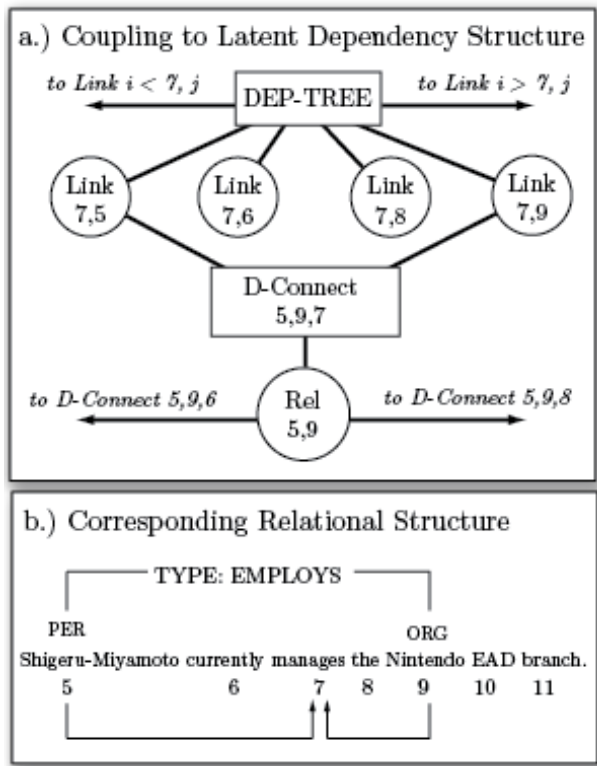 a.) Coupling to Latent Dependency Structure
to Link i < 7, j
DEP-TREE
to Link i > 7, j
Link
7,5
Link
7,6
Link
7,8
Link
7,9
D-Connect
5,9,7
to D-Connect 5,9,6
Rel
5,9
to D-Connect 5,9,8
b.) Corresponding Relational Structure
TYPE: EMPLOYS
PER ORG
Shigeru-Miyamoto currently manages the Nintendo EAD branch.
5 6 7 8 9 10 11